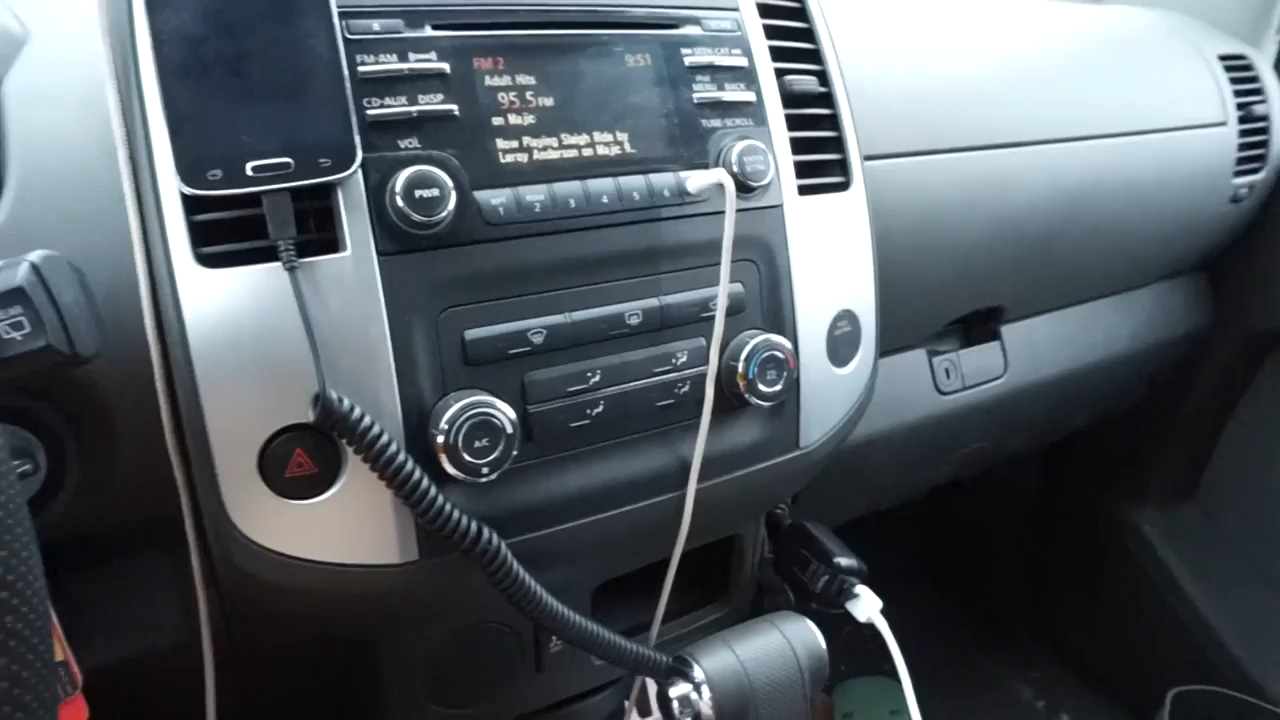 FM-AM
CD-AUX DISP
VOL
PWR
FM 2
9:51
Adult Hits
95.5 FM
on Majic
Now Playing Sleigh Ride by
Leroy Anderson on Majic 9..
SEEK·CAT
iPod
MENU BACK
TUNE·SCROLL
1
2
3
4
5
6
A/C